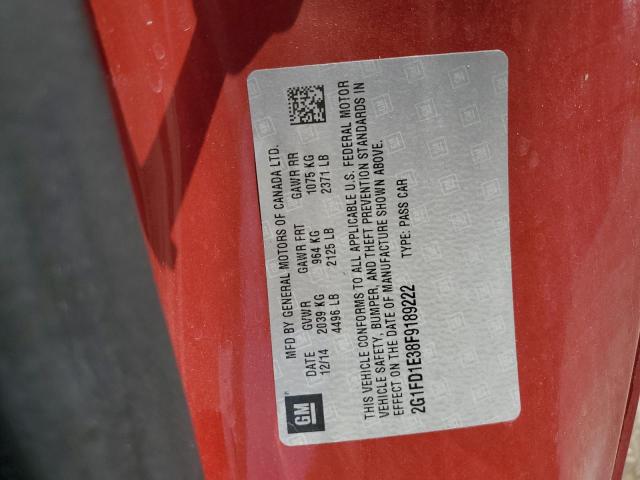 GM
MFD BY GENERAL MOTORS OF CANADA LTD.
DATE GVWR GAWR FRT GAWR RR
12/14 2039 KG 964 KG 1075 KG
4496 LB 2125 LB 2371 LB
THIS VEHICLE CONFORMS TO ALL APPLICABLE U.S. FEDERAL MOTOR
VEHICLE SAFETY, BUMPER, AND THEFT PREVENTION STANDARDS IN
EFFECT ON THE DATE OF MANUFACTURE SHOWN ABOVE.
2G1FD1E38F9189222 TYPE: PASS CAR